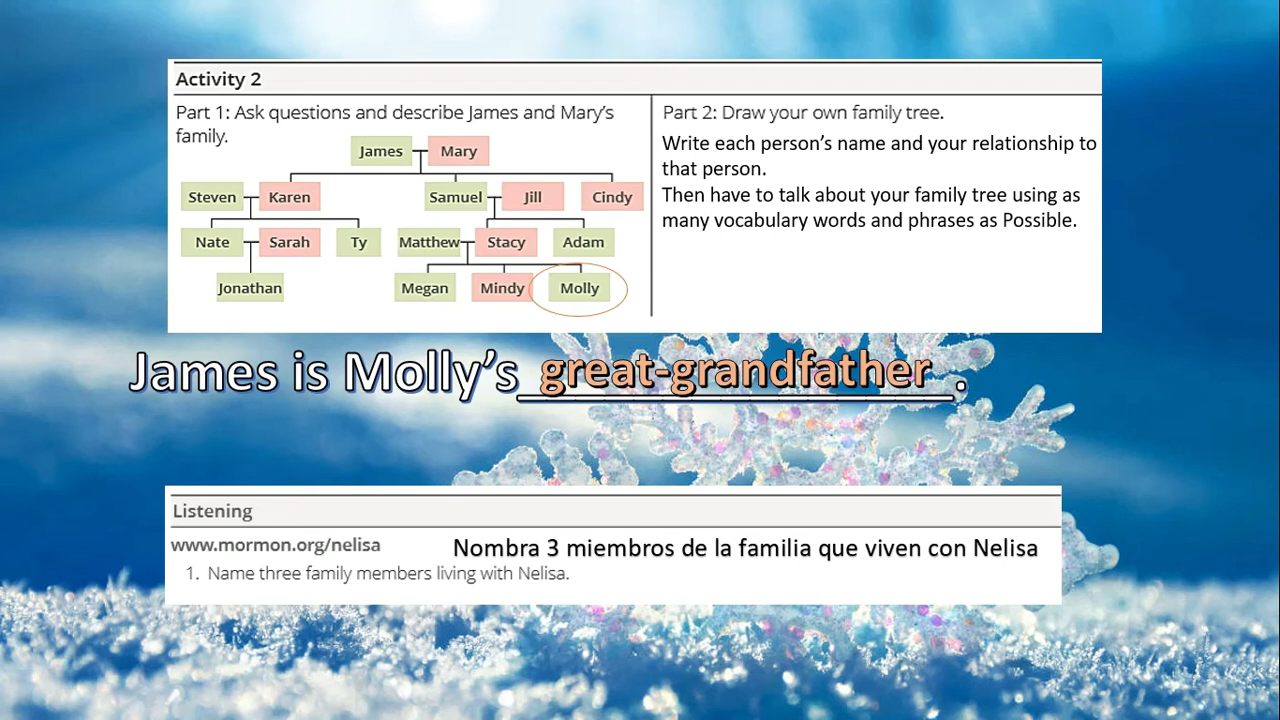 Activity 2
Part 1: Ask questions and describe James and Mary's
family.
James Mary
Steven Karen Samuel Jill Cindy
Nate Sarah Ty Matthew Stacy Adam
Jonathan Megan Mindy Molly
Part 2: Draw your own family tree.
Write each person's name and your relationship to
that person.
Then have to talk about your family tree using as
many vocabulary words and phrases as Possible.
James is Molly's great-grandfather .
Listening
www.mormon.org/nelisa
Nombra 3 miembros de la familia que viven con Nelisa
1. Name three family members living with Nelisa.